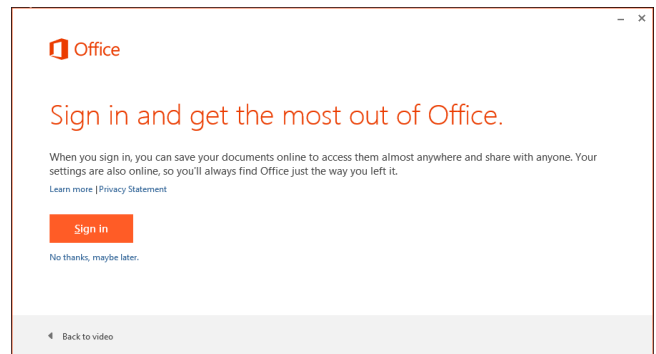 Office
Sign in and get the most out of Office.
When you sign in, you can save your documents online to access them almost anywhere and share with anyone. Your
settings are also online, so you'll always find Office just the way you left it.
Learn more | Privacy Statement
Sign in
No thanks, maybe later.
Back to video